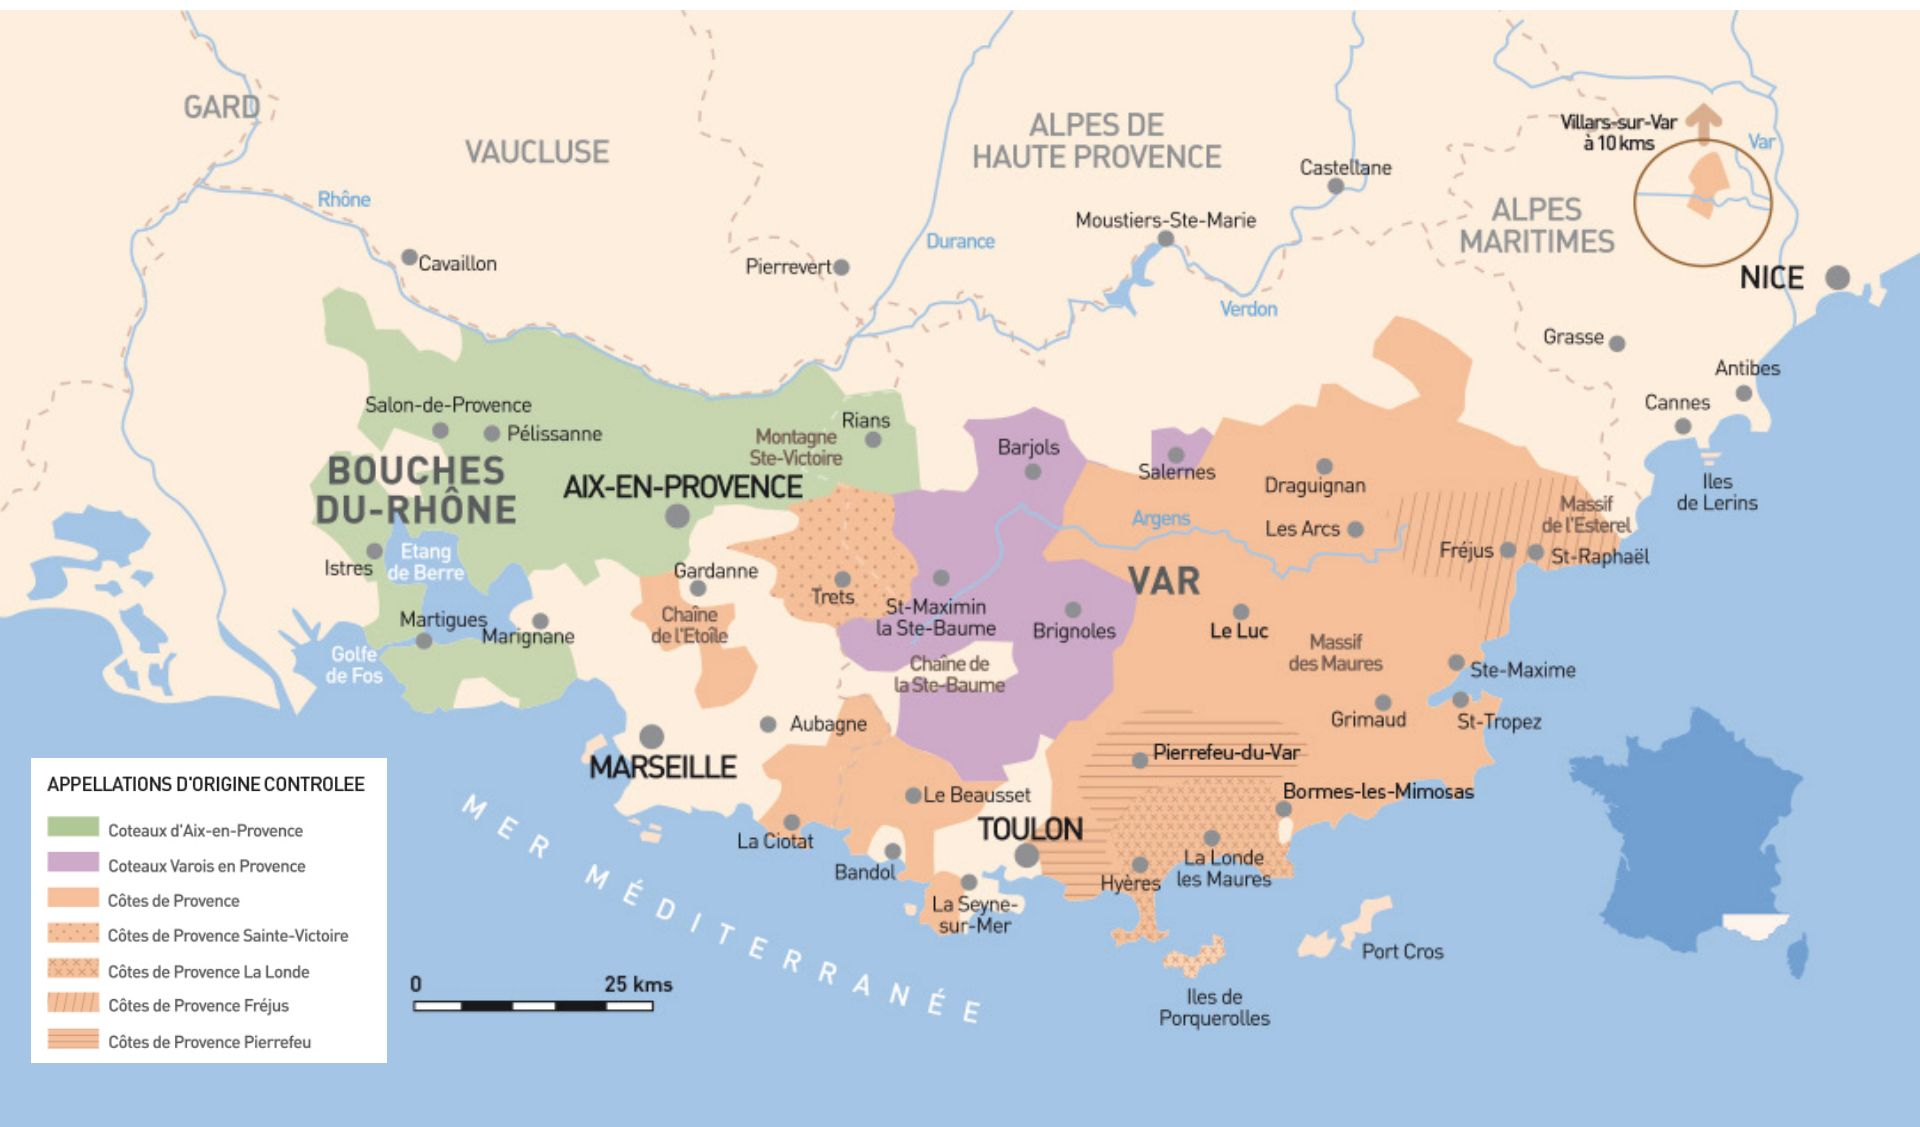 GARD
VAUCLUSE
ALPES DE
HAUTE PROVENCE
Castellane
Villars-sur-Var
à 10 kms
Var
Rhône
Moustiers-Ste-Marie
ALPES
MARITIMES
Durance
Cavaillon
Pierrevert
NICE
Verdon
Grasse
Antibes
Cannes
Salon-de-Provence
Pélissanne
Rians
Montagne
Ste-Victoire
Barjols
Salernes
Draguignan
Iles
de Lerins
BOUCHES
DU-RHÔNE
AIX-EN-PROVENCE
Argens
Les Arcs
Massif
de l'Esterel
Fréjus
St-Raphaël
Istres
Etang
de Berre
Gardanne
Trets
VAR
Martigues
Marignane
Chaîne
de l'Etoîle
St-Maximin
la Ste-Baume
Brignoles
Le Luc
Massif
des Maures
Golfe
de Fos
Chaîne de
la Ste-Baume
Ste-Maxime
Grimaud
St-Tropez
Aubagne
MARSEILLE
Pierrefeu-du-Var
Le Beausset
Bormes-les-Mimosas
TOULON
La Ciotat
Bandol
La Londe
les Maures
Hyères
La Seyne-
sur-Mer
Port Cros
Iles de
Porquerolles
MER MÉDITERRANÉE
0 25 kms
APPELLATIONS D'ORIGINE CONTROLEE
Coteaux d'Aix-en-Provence
Coteaux Varois en Provence
Côtes de Provence
Côtes de Provence Sainte-Victoire
Côtes de Provence La Londe
Côtes de Provence Fréjus
Côtes de Provence Pierrefeu